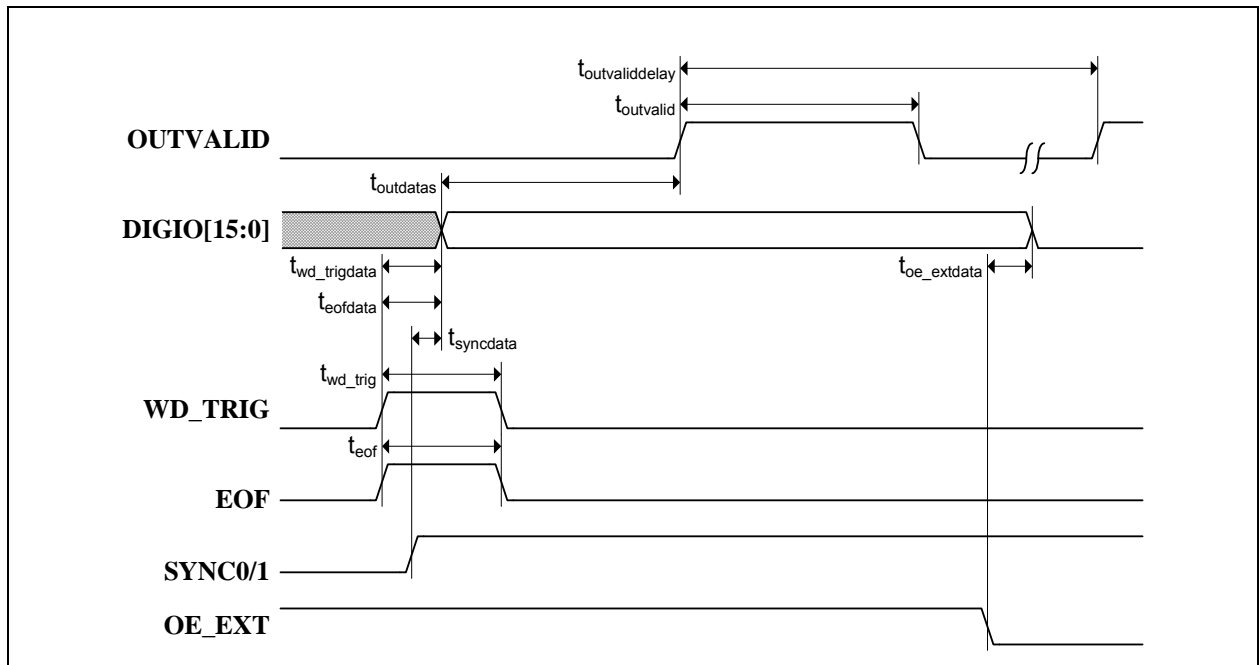 toutvaliddelay
toutvalid
OUTVALID
toutdatas
DIGIO[15:0]
twd_trigdata
toe_extdata
teofdata
tsyncdata
twd_trig
WD_TRIG
teof
EOF
SYNC0/1
OE_EXT